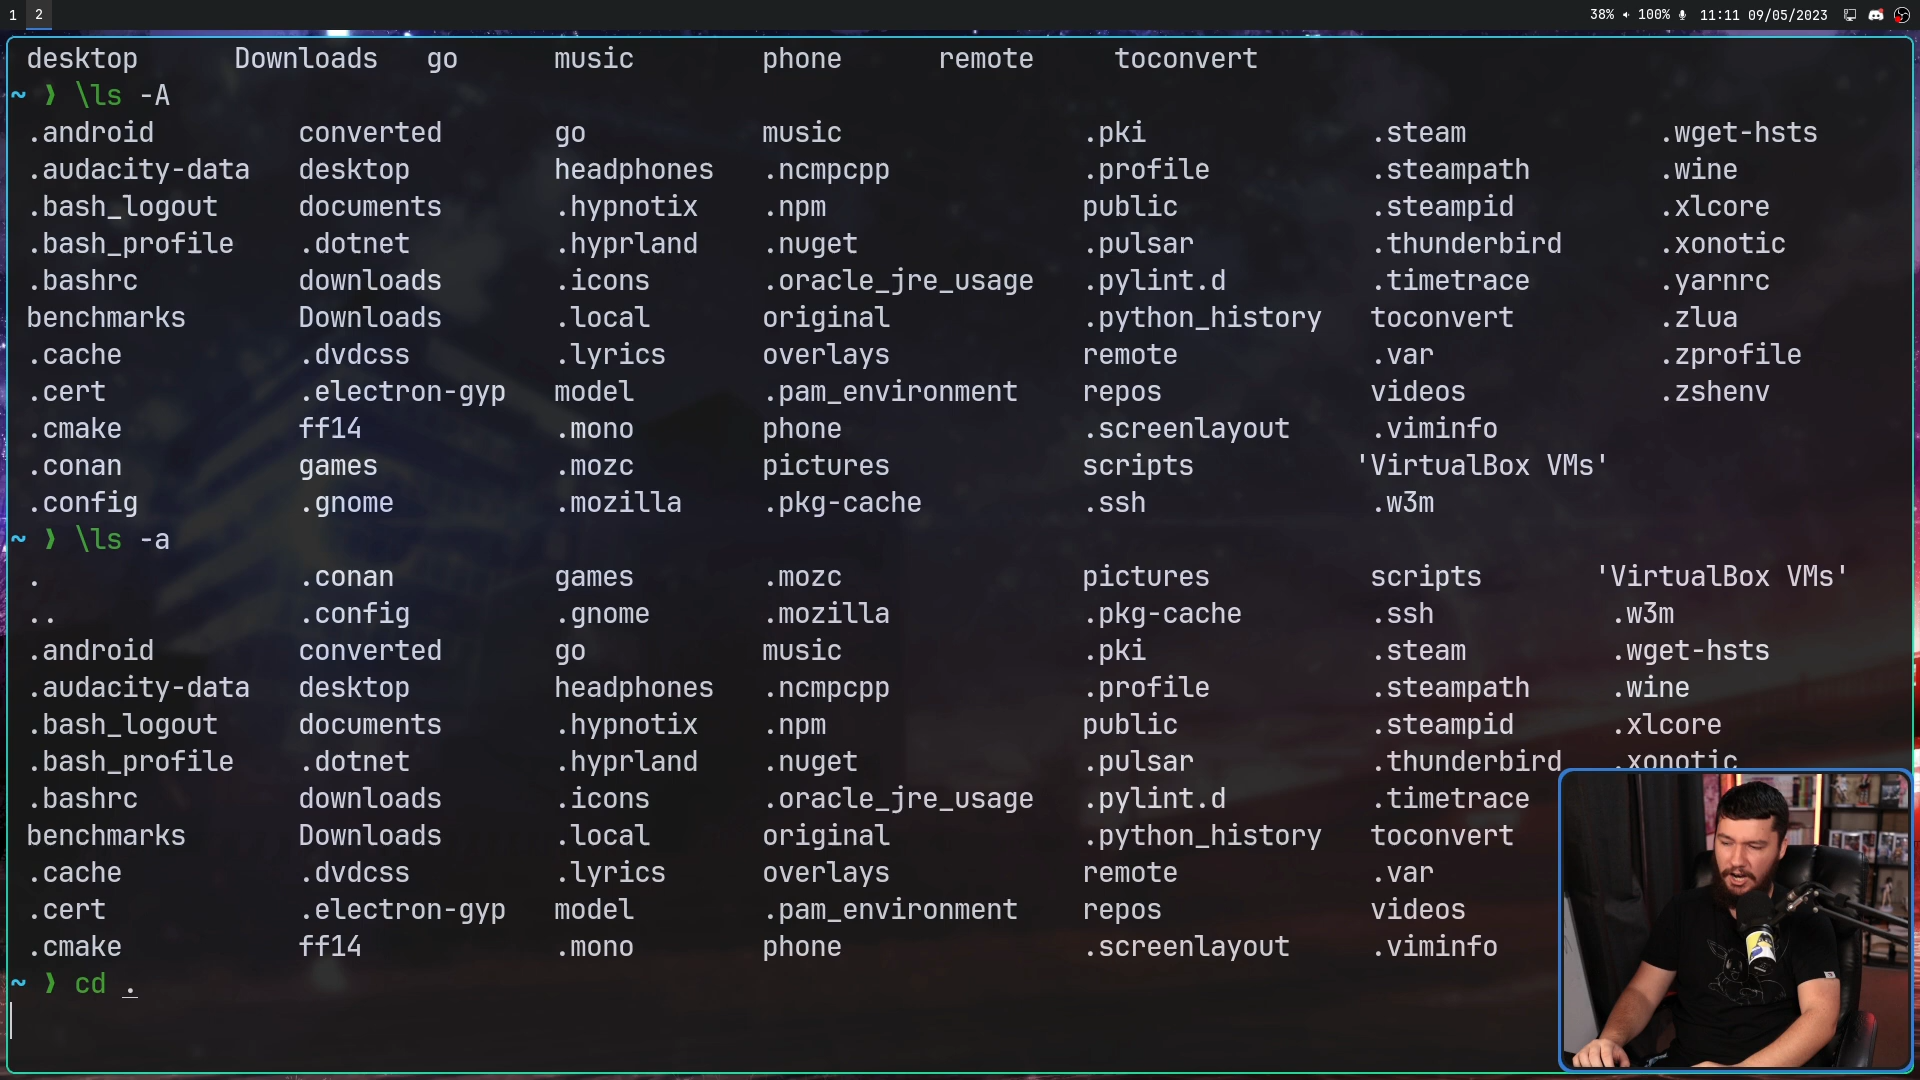 1 2 38% 100% 11:11 09/05/2023
desktop Downloads go music phone remote toconvert
~ ❯ \ls -A
.android converted go music .pki .steam .wget-hsts
.audacity-data desktop headphones .ncmpcpp .profile .steampath .wine
.bash_logout documents .hypnotix .npm public .steampid .xlcore
.bash_profile .dotnet .hyprland .nuget .pulsar .thunderbird .xonotic
.bashrc downloads .icons .oracle_jre_usage .pylint.d .timetrace .yarnrc
benchmarks Downloads .local original .python_history toconvert .zlua
.cache .dvdcss .lyrics overlays remote .var .zprofile
.cert .electron-gyp model .pam_environment repos videos .zshenv
.cmake ff14 .mono phone .screenlayout .viminfo
.conan games .mozc pictures scripts 'VirtualBox VMs'
.config .gnome .mozilla .pkg-cache .ssh .w3m
~ ❯ \ls -a
. .conan games .mozc pictures scripts 'VirtualBox VMs'
.. .config .gnome .mozilla .pkg-cache .ssh .w3m
.android converted go music .pki .steam .wget-hsts
.audacity-data desktop headphones .ncmpcpp .profile .steampath .wine
.bash_logout documents .hypnotix .npm public .steampid .xlcore
.bash_profile .dotnet .hyprland .nuget .pulsar .thunderbird .xonotic
.bashrc downloads .icons .oracle_jre_usage .pylint.d .timetrace
benchmarks Downloads .local original .python_history toconvert
.cache .dvdcss .lyrics overlays remote .var
.cert .electron-gyp model .pam_environment repos videos
.cmake ff14 .mono phone .screenlayout .viminfo
~ ❯ cd .